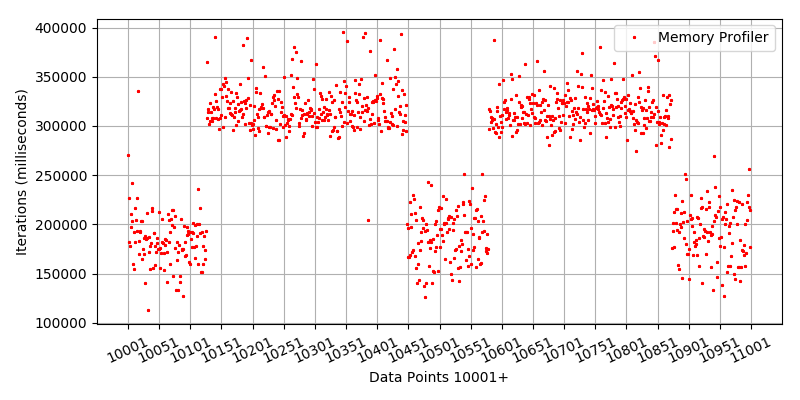 400000
350000
300000
250000
200000
150000
100000
Iterations (milliseconds)
Memory Profiler
10001 10051 10101 10151 10201 10251 10301 10351 10401 10451 10501 10551 10601 10651 10701 10751 10801 10851 10901 10951 11001
Data Points 10001+